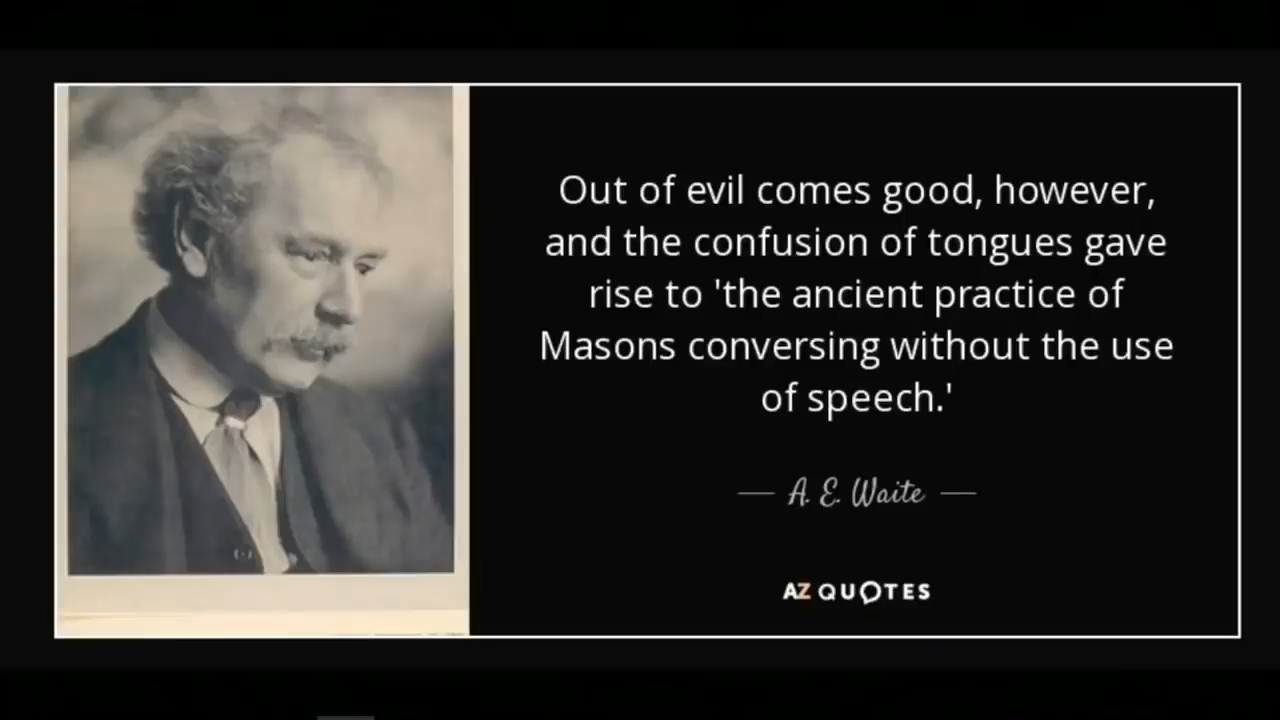 Out of evil comes good, however,
and the confusion of tongues gave
rise to 'the ancient practice of
Masons conversing without the use
of speech.'
— A. E. Waite —
AZ QUOTES